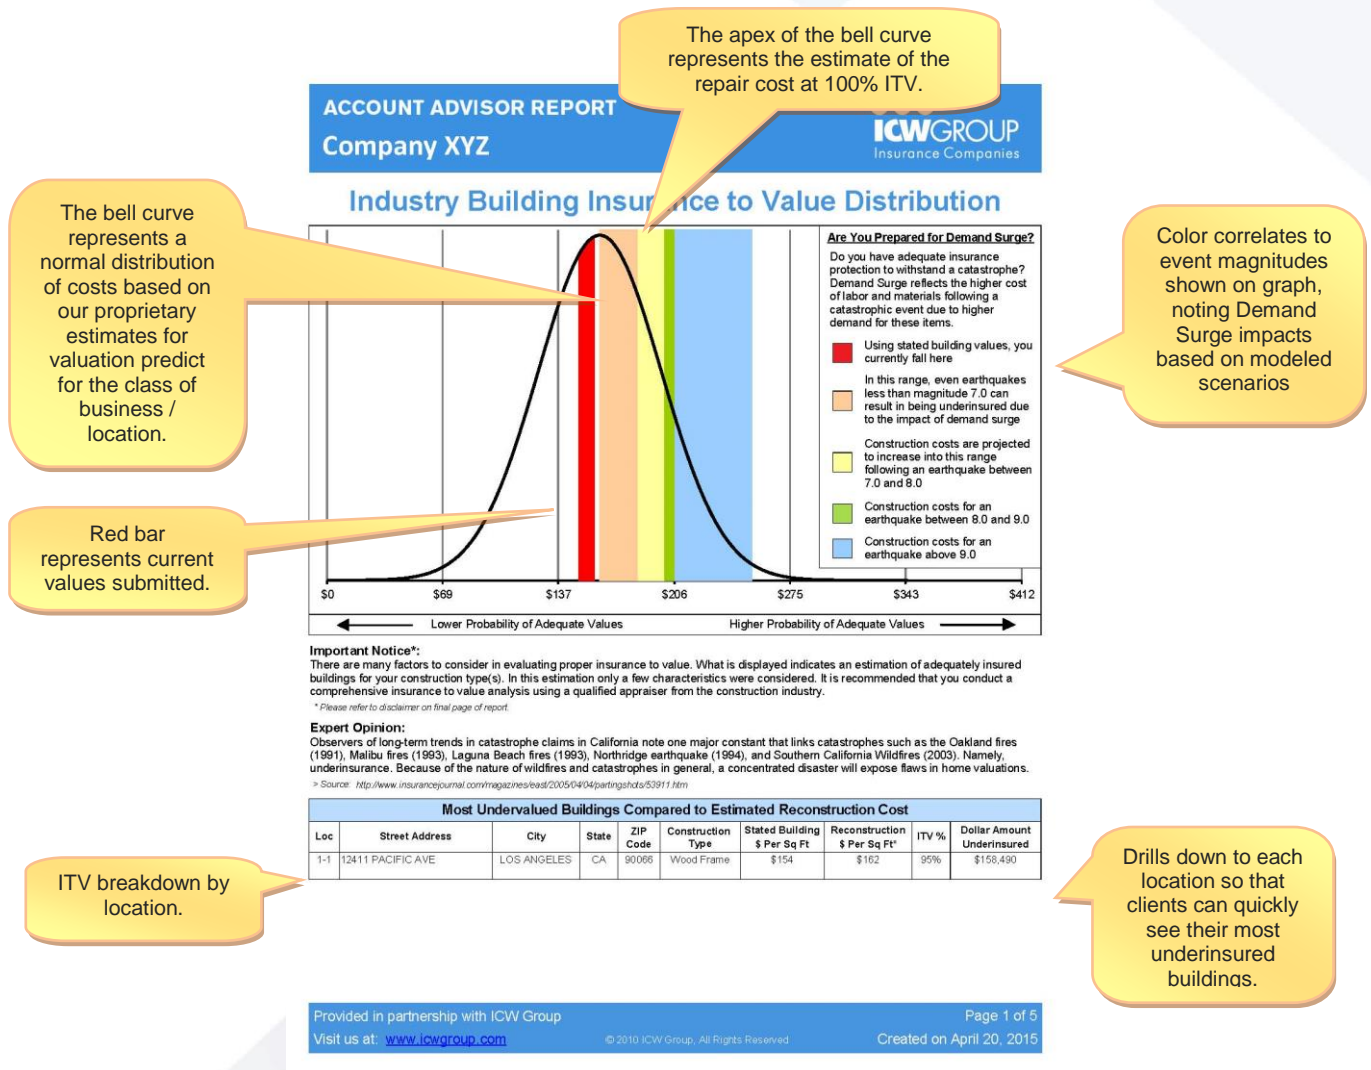 The apex of the bell curve
represents the estimate of the
repair cost at 100% ITV.
ACCOUNT ADVISOR REPORT
Company XYZ
ICWGROUP
Insurance Companies
The bell curve
represents a
normal distribution
of costs based on
our proprietary
estimates for
valuation predict
for the class of
business /
location.
Industry Building Insurance to Value Distribution
Are You Prepared for Demand Surge?
Do you have adequate insurance
protection to withstand a catastrophe?
Demand Surge reflects the higher cost
of labor and materials following a
catastrophic event due to higher
demand for these items.
Using stated building values, you
currently fall here
In this range, even earthquakes
less than magnitude 7.0 can
result in being underinsured due
to the impact of demand surge
Construction costs are projected
to increase into this range
following an earthquake between
7.0 and 8.0
Construction costs for an
earthquake between 8.0 and 9.0
Construction costs for an
earthquake above 9.0
Color correlates to
event magnitudes
shown on graph,
noting Demand
Surge impacts
based on modeled
scenarios
Red bar
represents current
values submitted.
$0 $69 $137 $206 $275 $343 $412
Lower Probability of Adequate Values Higher Probability of Adequate Values
Important Notice*:
There are many factors to consider in evaluating proper insurance to value. What is displayed indicates an estimation of adequately insured
buildings for your construction type(s). In this estimation only a few characteristics were considered. It is recommended that you conduct a
comprehensive insurance to value analysis using a qualified appraiser from the construction industry.
* Please refer to disclaimer on final page of report.
Expert Opinion:
Observers of long-term trends in catastrophe claims in California note one major constant that links catastrophes such as the Oakland fires
(1991), Malibu fires (1993), Laguna Beach fires (1993), Northridge earthquake (1994), and Southern California Wildfires (2003). Namely,
underinsurance. Because of the nature of wildfires and catastrophes in general, a concentrated disaster will expose flaws in home valuations.
> Source: http://www.insurancejournal.com/magazines/east/2005/04/04/partingshots/53911.htm
Most Undervalued Buildings Compared to Estimated Reconstruction Cost
Loc Street Address City State ZIP Code Construction Type Stated Building $ Per Sq Ft Reconstruction $ Per Sq Ft* ITV % Dollar Amount Underinsured
1-1 12411 PACIFIC AVE LOS ANGELES CA 90066 Wood Frame $154 $162 95% $158,490
ITV breakdown by
location.
Drills down to each
location so that
clients can quickly
see their most
underinsured
buildings.
Provided in partnership with ICW Group Page 1 of 5
Visit us at: www.icwgroup.com © 2010 ICW Group, All Rights Reserved Created on April 20, 2015